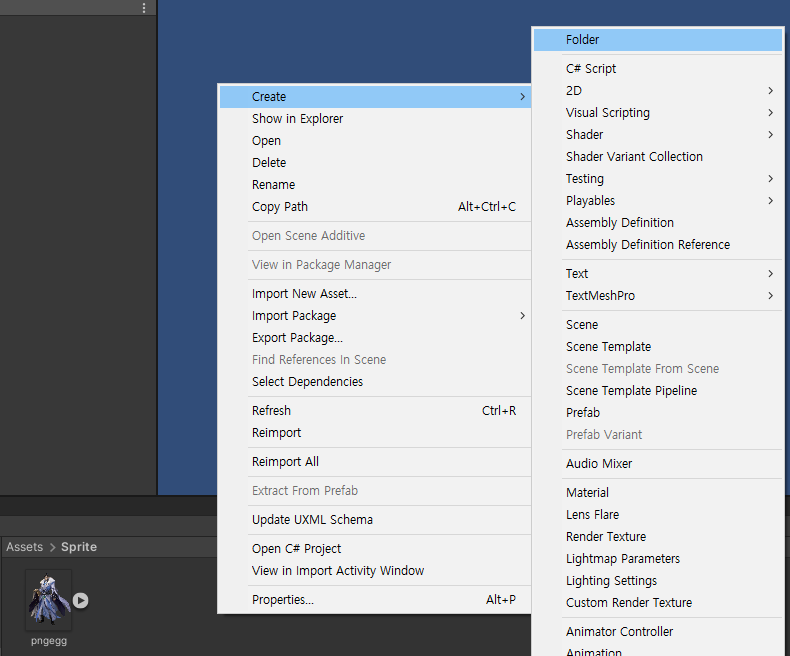 Create
Show in Explorer
Open
Delete
Rename
Copy Path Alt+Ctrl+C
Open Scene Additive
View in Package Manager
Import New Asset...
Import Package
Export Package...
Find References In Scene
Select Dependencies
Refresh Ctrl+R
Reimport
Reimport All
Extract From Prefab
Update UXML Schema
Open C# Project
View in Import Activity Window
Properties... Alt+P
Folder
C# Script
2D
Visual Scripting
Shader
Shader Variant Collection
Testing
Playables
Assembly Definition
Assembly Definition Reference
Text
TextMeshPro
Scene
Scene Template
Scene Template From Scene
Scene Template Pipeline
Prefab
Prefab Variant
Audio Mixer
Material
Lens Flare
Render Texture
Lightmap Parameters
Lighting Settings
Custom Render Texture
Animator Controller
Animation
Assets > Sprite
pngegg